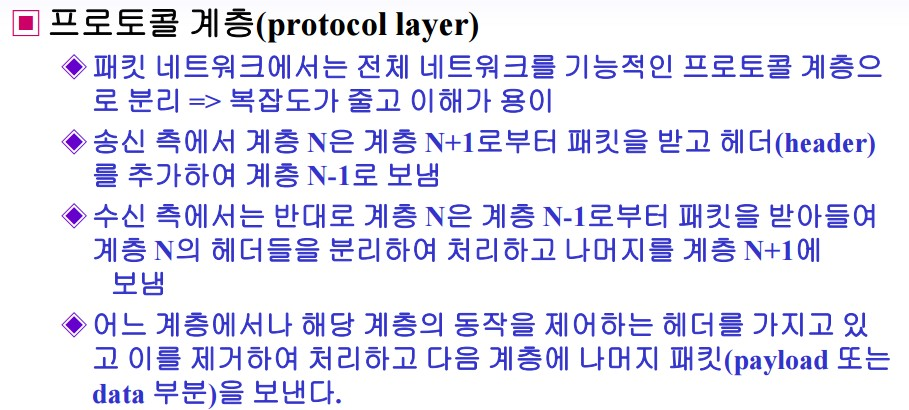 프로토콜 계층(protocol layer)
패킷 네트워크에서는 전체 네트워크를 기능적인 프로토콜 계층으
로 분리 => 복잡도가 줄고 이해가 용이
송신 측에서 계층 N은 계층 N+1로부터 패킷을 받고 헤더(header)
를 추가하여 계층 N-1로 보냄
수신 측에서는 반대로 계층 N은 계층 N-1로부터 패킷을 받아들여
계층 N의 헤더들을 분리하여 처리하고 나머지를 계층 N+1에
보냄
어느 계층에서나 해당 계층의 동작을 제어하는 헤더를 가지고 있
고 이를 제거하여 처리하고 다음 계층에 나머지 패킷(payload 또는
data 부분)을 보낸다.